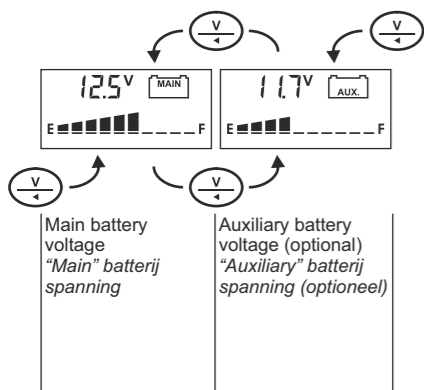 V
V
12.5V MAIN
11.7V AUX.
E F
E F
V
V
Main battery
voltage
"Main" batterij
spanning
Auxiliary battery
voltage (optional)
"Auxiliary" batterij
spanning (optioneel)